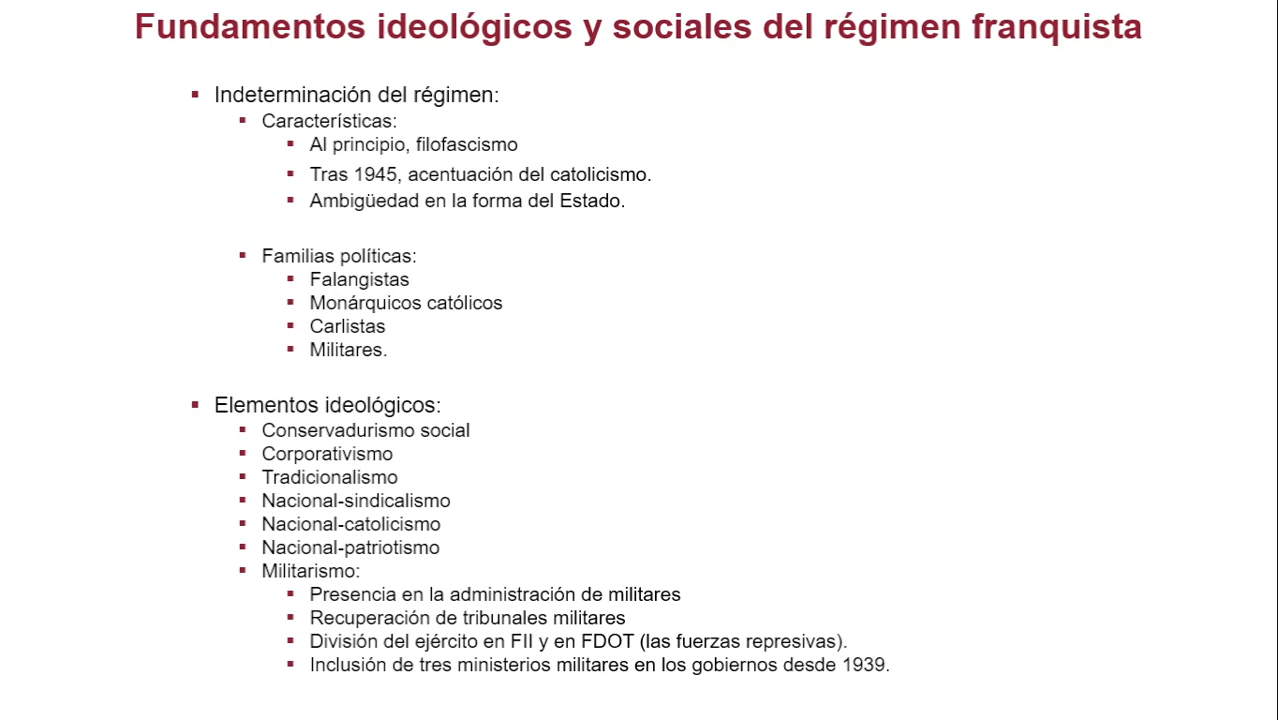 Fundamentos ideológicos y sociales del régimen franquista
Indeterminación del régimen:
Características:
Al principio, filofascismo
Tras 1945, acentuación del catolicismo.
Ambigüedad en la forma del Estado.
Familias políticas:
Falangistas
Monárquicos católicos
Carlistas
Militares.
Elementos ideológicos:
Conservadurismo social
Corporativismo
Tradicionalismo
Nacional-sindicalismo
Nacional-catolicismo
Nacional-patriotismo
Militarismo:
Presencia en la administración de militares
Recuperación de tribunales militares
División del ejército en FII y en FDOT (las fuerzas represivas).
Inclusión de tres ministerios militares en los gobiernos desde 1939.